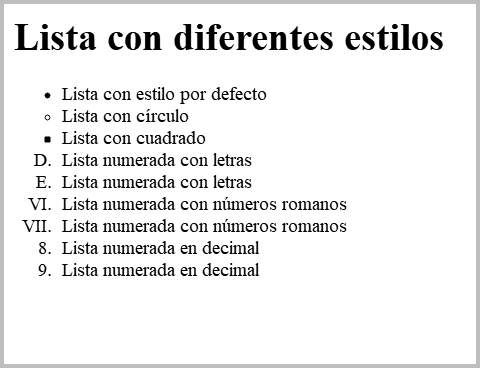 Lista con diferentes estilos
• Lista con estilo por defecto
○ Lista con círculo
▪ Lista con cuadrado
D. Lista numerada con letras
E. Lista numerada con letras
VI. Lista numerada con números romanos
VII. Lista numerada con números romanos
8. Lista numerada en decimal
9. Lista numerada en decimal